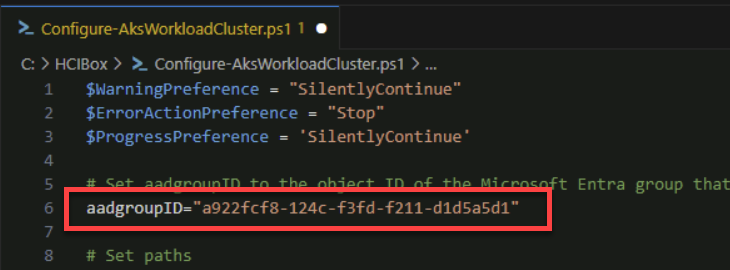 Configure-AksWorkloadCluster.ps1 1
C: > HCIBox > Configure-AksWorkloadCluster.ps1 > ...
1 $WarningPreference = "SilentlyContinue"
2 $ErrorActionPreference = "Stop"
3 $ProgressPreference = 'SilentlyContinue'
4
5 # Set aadgroupID to the object ID of the Microsoft Entra group that
6 aadgroupID="a922fcf8-124c-f3fd-f211-d1d5a5d1"
7
8 # Set paths